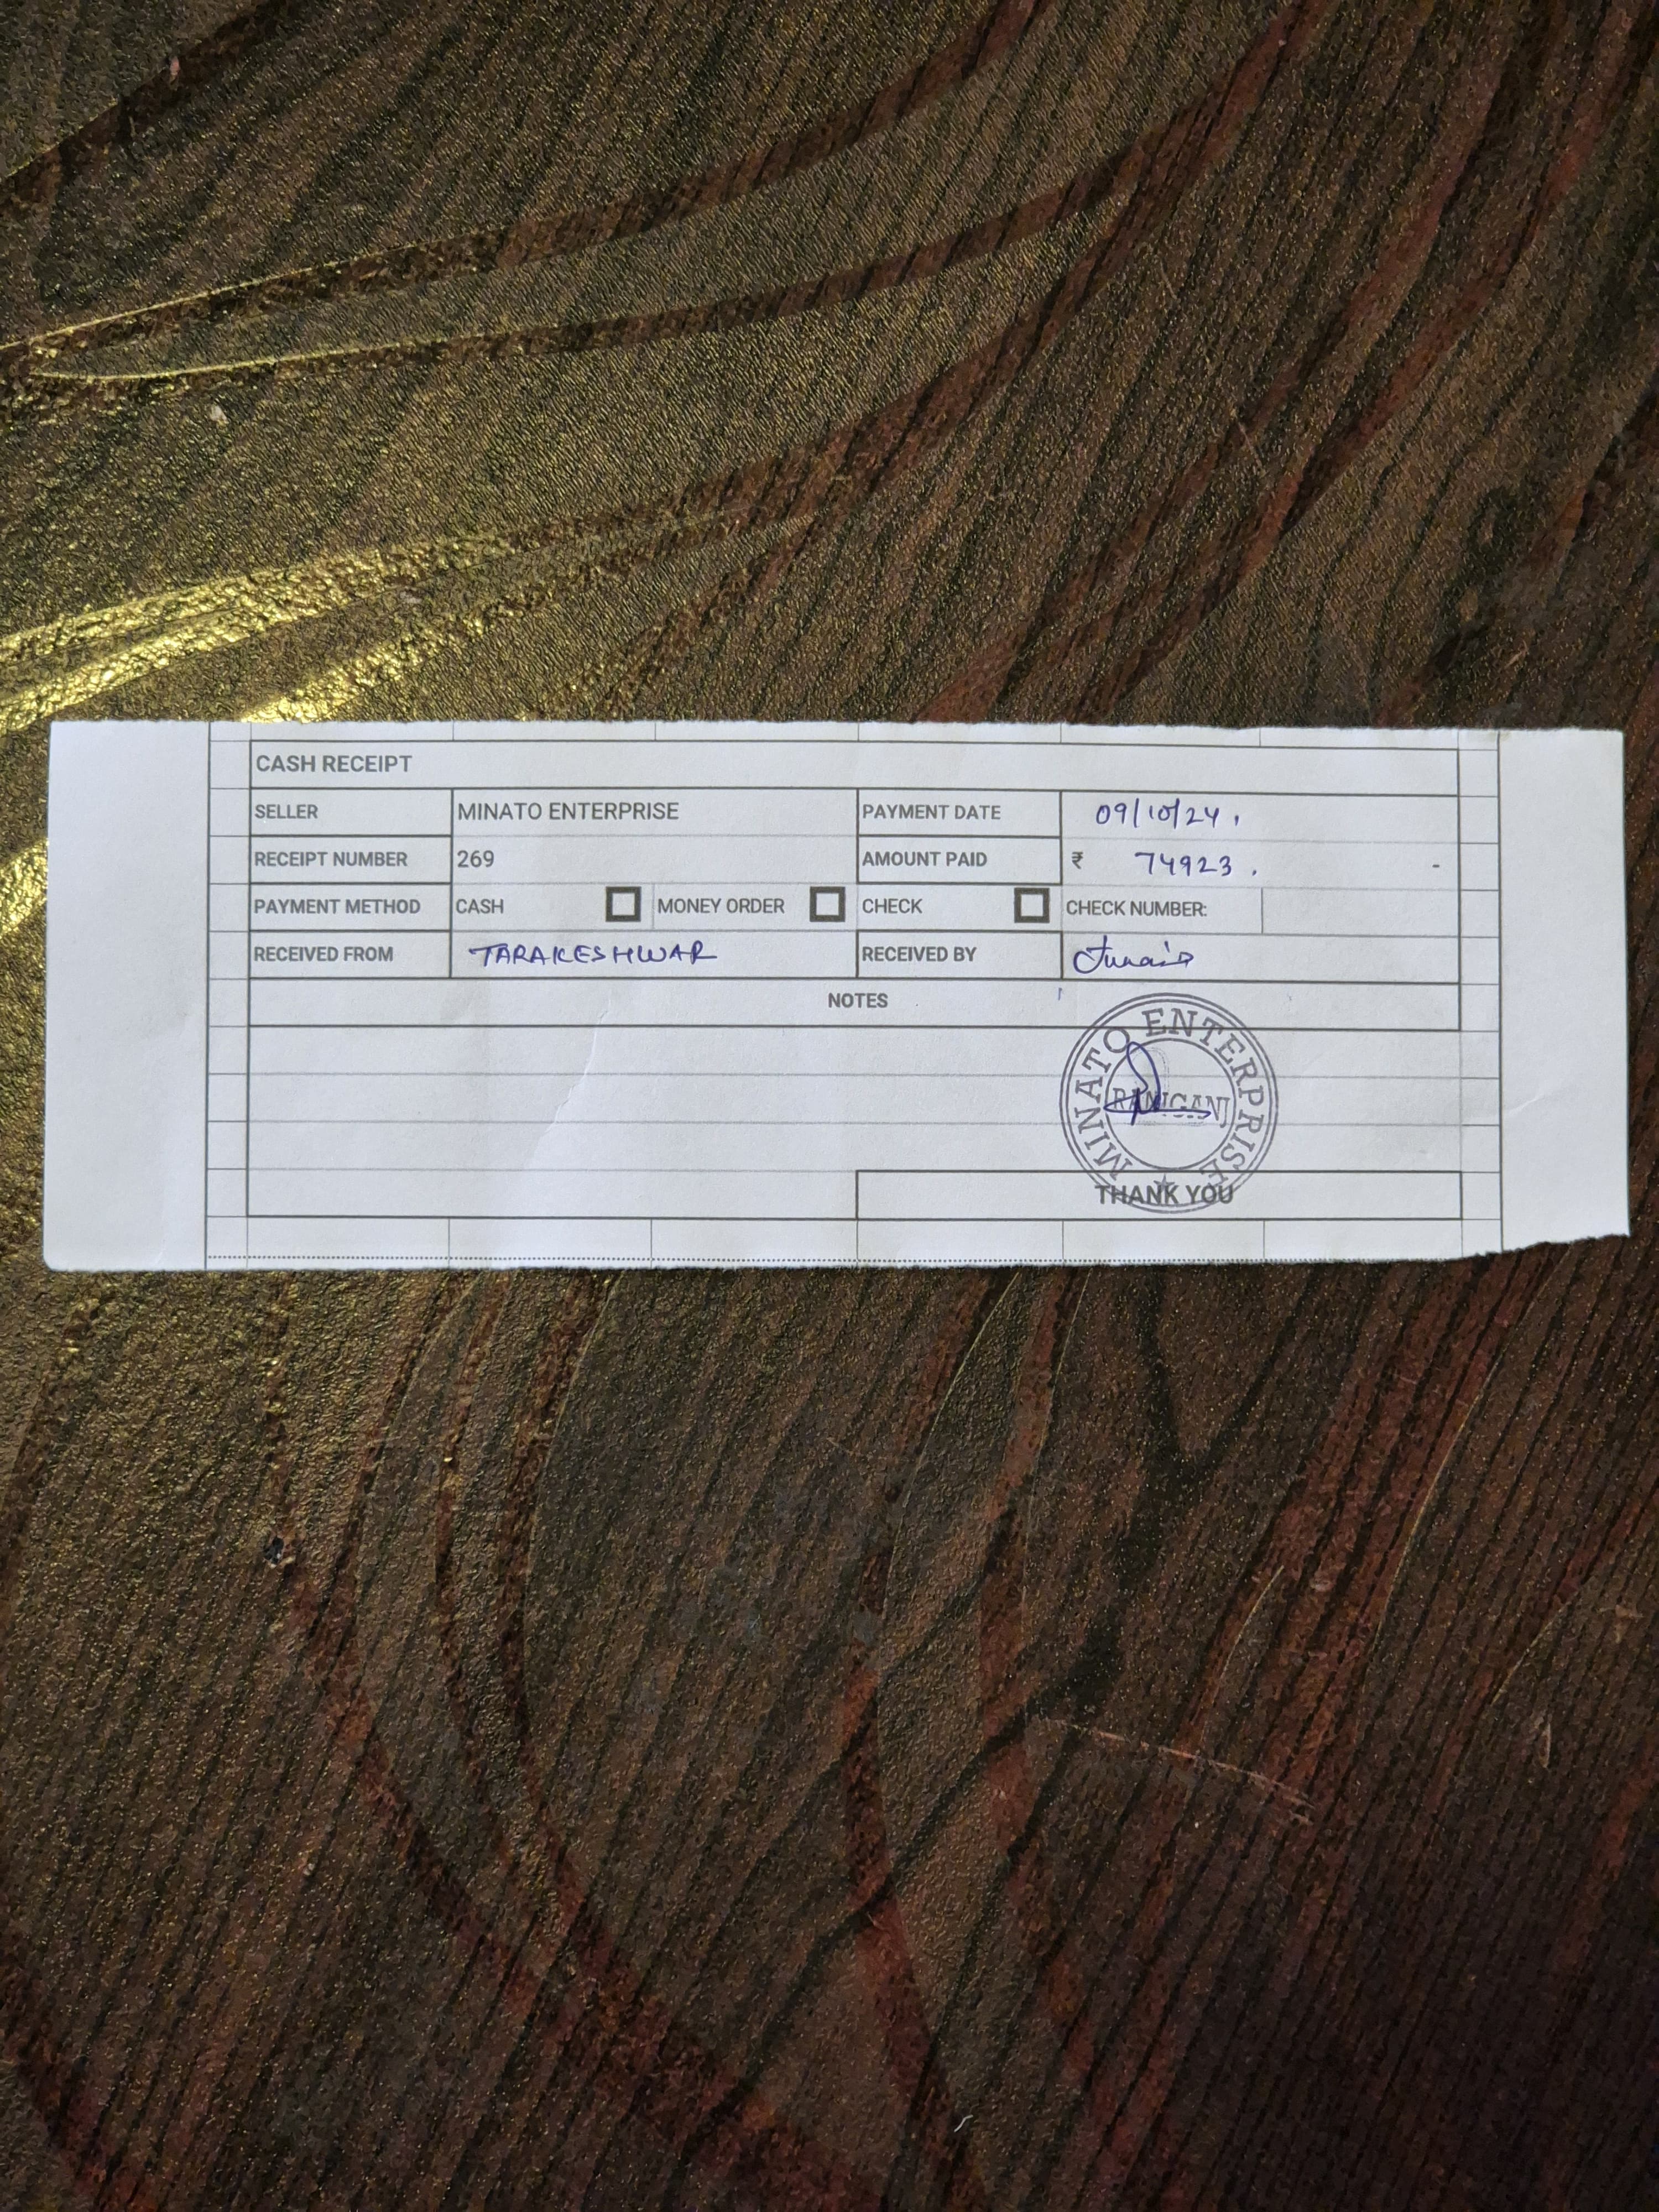 CASH RECEIPT
SELLER MINATO ENTERPRISE PAYMENT DATE 09/10/24.
RECEIPT NUMBER 269 AMOUNT PAID ₹ 74923. -
PAYMENT METHOD CASH MONEY ORDER CHECK CHECK NUMBER:
RECEIVED FROM TARAKESHWAR RECEIVED BY Junaid
NOTES
MINATO ENTERPRISE
RANIGANJ
THANK YOU